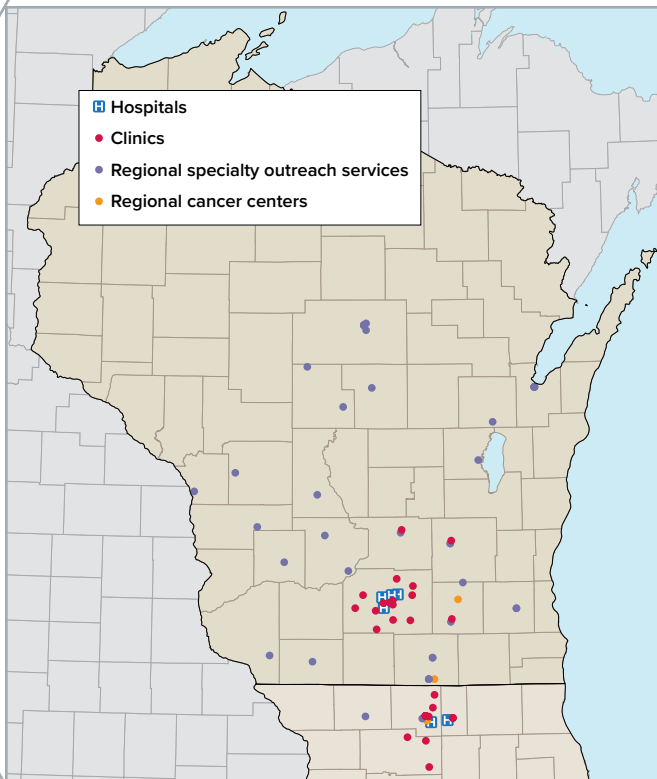 H Hospitals
Clinics
Regional specialty outreach services
Regional cancer centers
H H H
H
H H